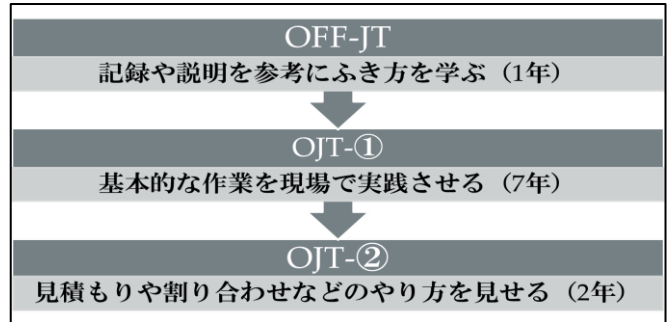 OFF-JT
記録や説明を参考にふき方を学ぶ（1年）
OJT-①
基本的な作業を現場で実践させる（7年）
OJT-②
見積もりや割り合わせなどのやり方を見せる（2年）